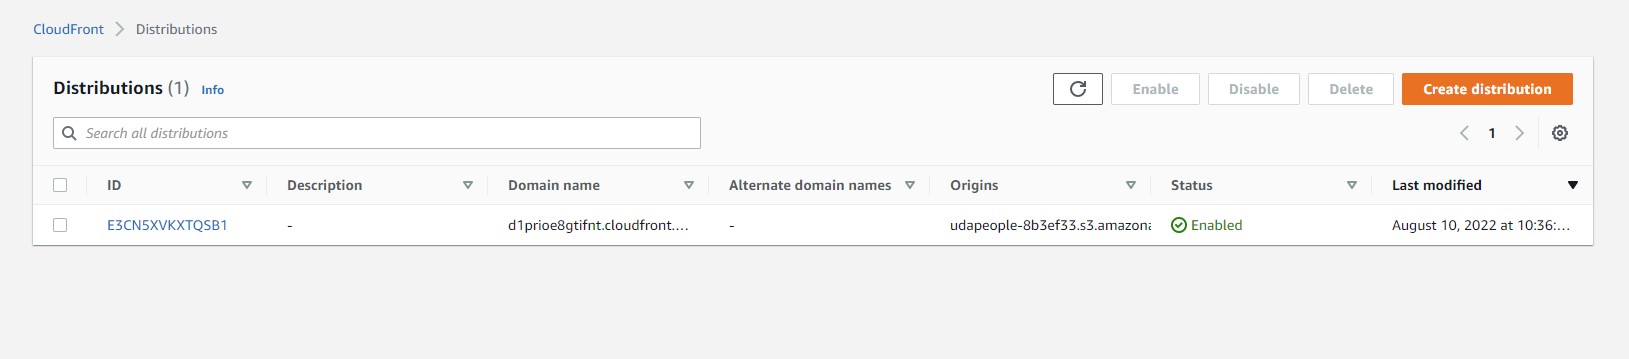 CloudFront > Distributions
Distributions (1) Info
Enable Disable Delete Create distribution
Search all distributions
1
ID Description Domain name Alternate domain names Origins Status Last modified
E3CN5XVKXTQSB1 - d1prioe8gtifnt.cloudfront.... - udapeople-8b3ef33.s3.amazona Enabled August 10, 2022 at 10:36:...